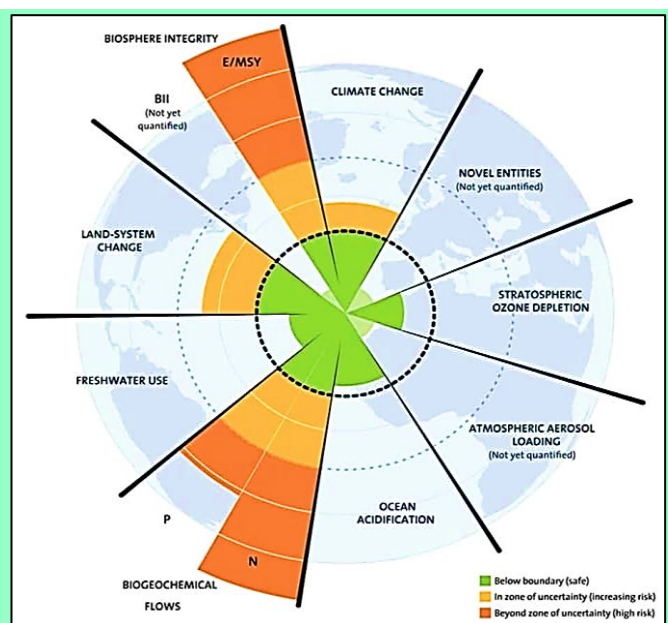 BIOSPHERE INTEGRITY
E/MSY
CLIMATE CHANGE
BII
(Not yet
quantified)
NOVEL ENTITIES
(Not yet quantified)
LAND-SYSTEM
CHANGE
STRATOSPHERIC
OZONE DEPLETION
FRESHWATER USE
ATMOSPHERIC AEROSOL
LOADING
(Not yet quantified)
OCEAN
ACIDIFICATION
P
N
BIOGEOCHEMICAL
FLOWS
Below boundary (safe)
In zone of uncertainty (increasing risk)
Beyond zone of uncertainty (high risk)